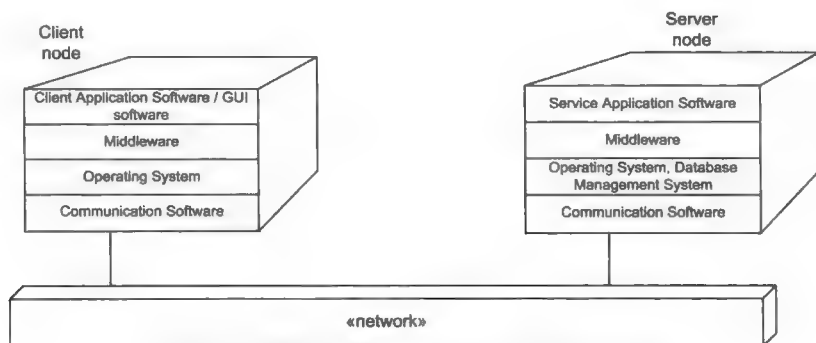 Client
node
Client Application Software / GUI
software
Middleware
Operating System
Communication Software
Server
node
Service Application Software
Middleware
Operating System, Database
Management System
Communication Software
«network»